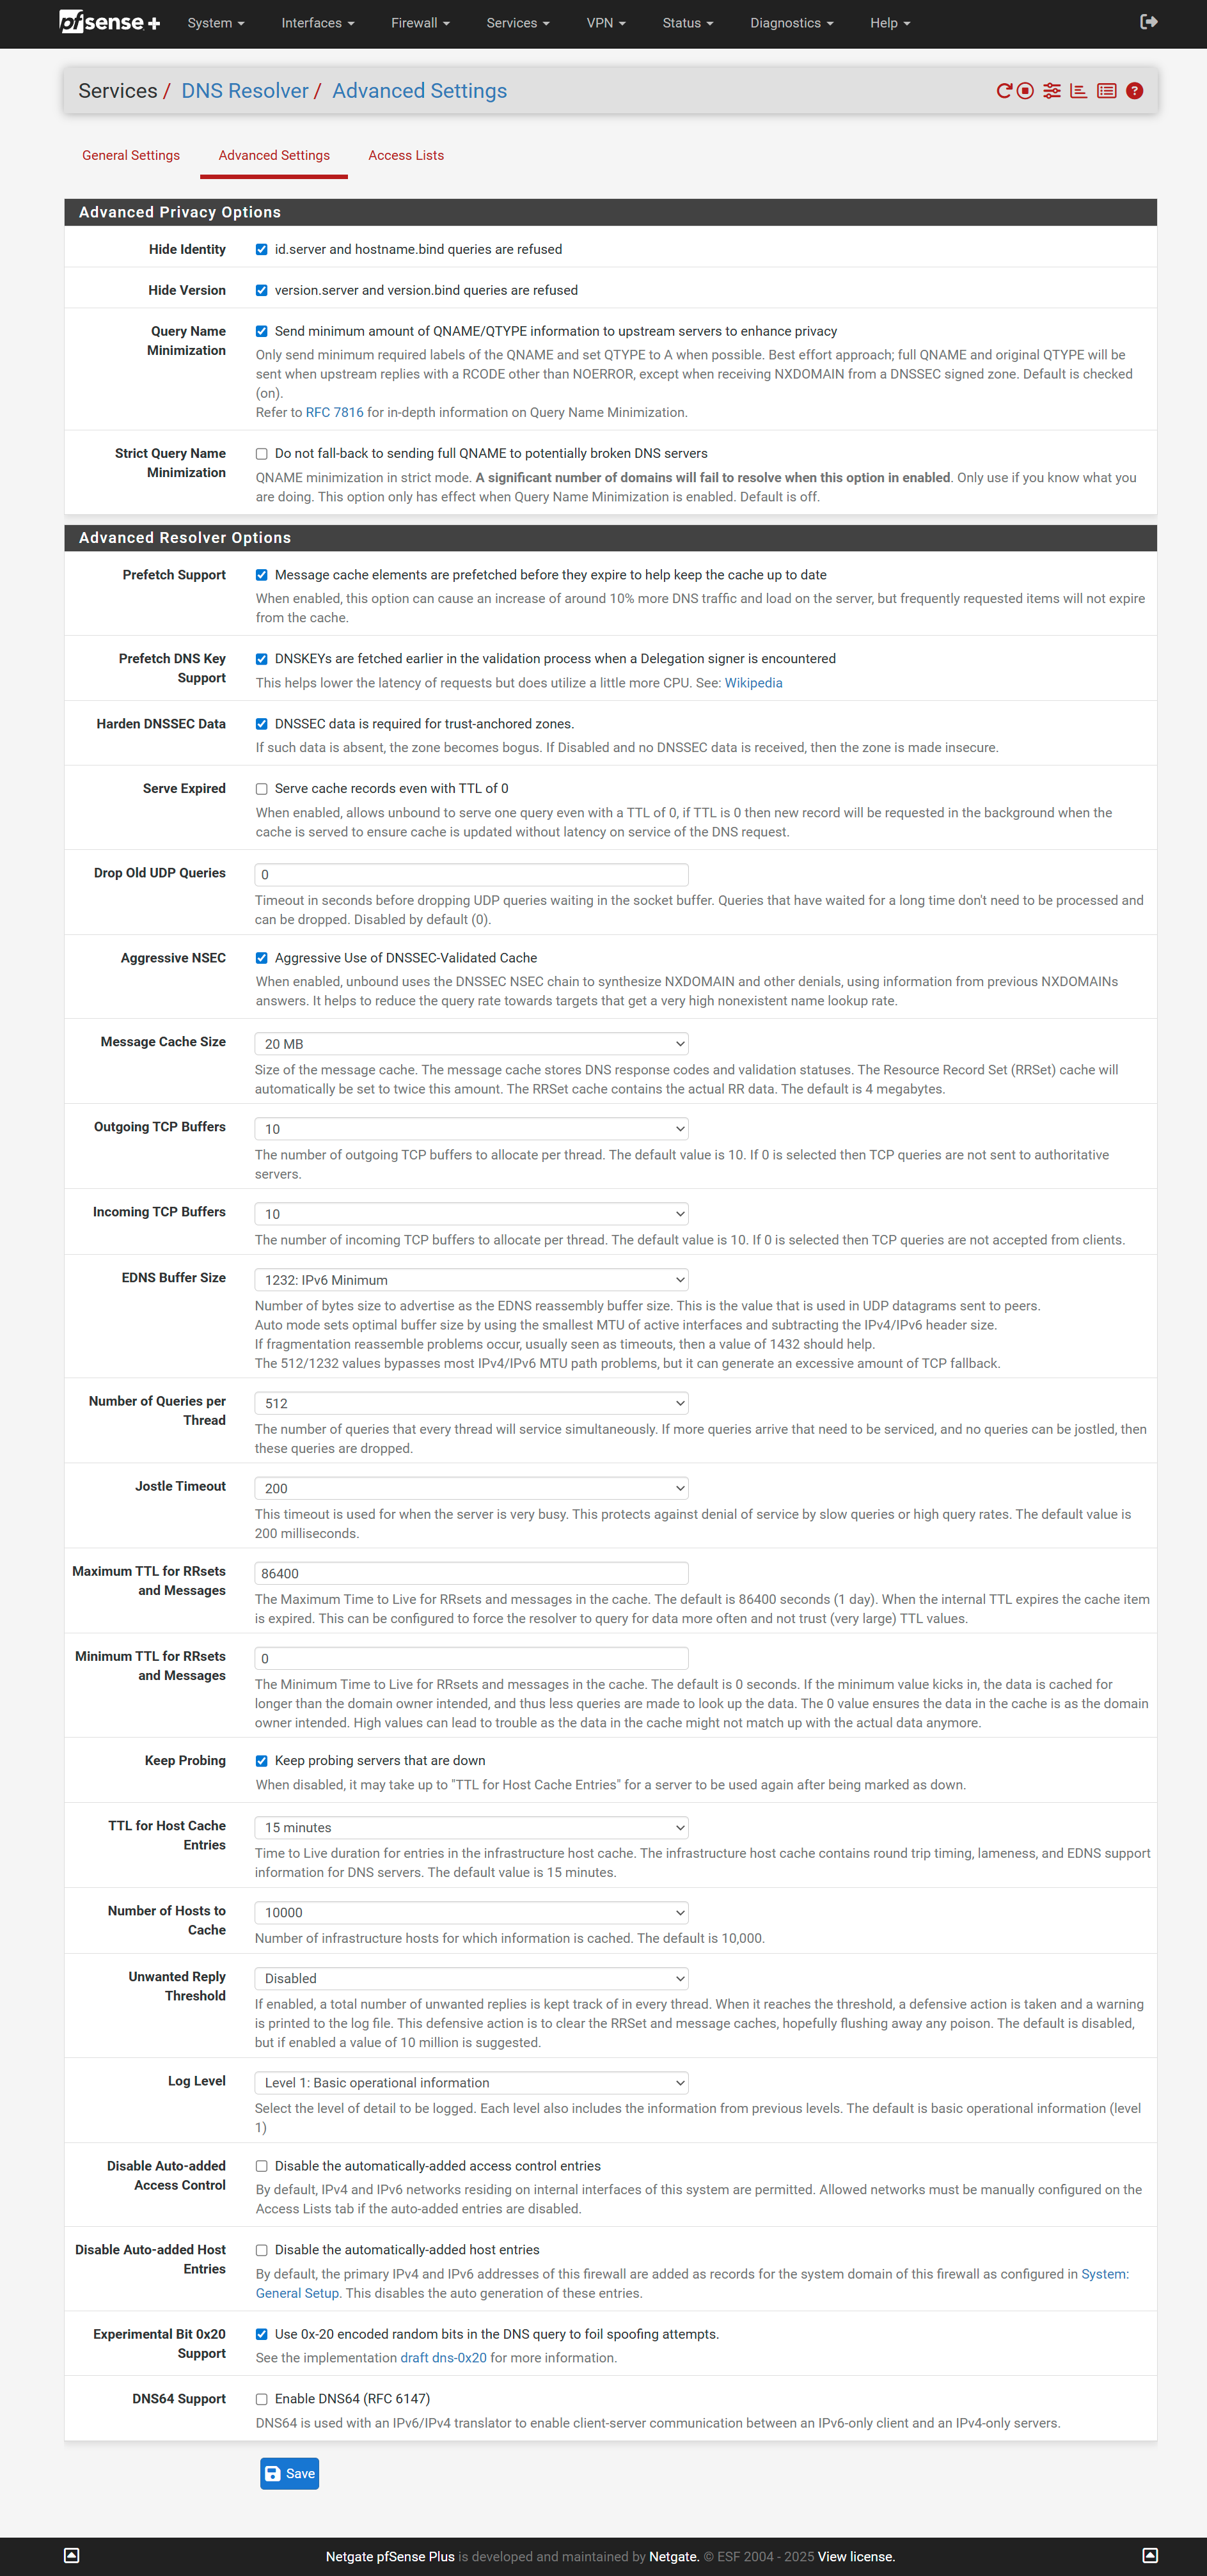 pfsense +
System
Interfaces
Firewall
Services
VPN
Status
Diagnostics
Help
Services / DNS Resolver / Advanced Settings
General Settings
Advanced Settings
Access Lists
Advanced Privacy Options
Hide Identity
id.server and hostname.bind queries are refused
Hide Version
version.server and version.bind queries are refused
Query Name
Minimization
Send minimum amount of QNAME/QTYPE information to upstream servers to enhance privacy
Only send minimum required labels of the QNAME and set QTYPE to A when possible. Best effort approach; full QNAME and original QTYPE will be
sent when upstream replies with a RCODE other than NOERROR, except when receiving NXDOMAIN from a DNSSEC signed zone. Default is checked
(on).
Refer to RFC 7816 for in-depth information on Query Name Minimization.
Strict Query Name
Minimization
Do not fall-back to sending full QNAME to potentially broken DNS servers
QNAME minimization in strict mode. A significant number of domains will fail to resolve when this option in enabled. Only use if you know what you
are doing. This option only has effect when Query Name Minimization is enabled. Default is off.
Advanced Resolver Options
Prefetch Support
Message cache elements are prefetched before they expire to help keep the cache up to date
When enabled, this option can cause an increase of around 10% more DNS traffic and load on the server, but frequently requested items will not expire
from the cache.
Prefetch DNS Key
Support
DNSKEYs are fetched earlier in the validation process when a Delegation signer is encountered
This helps lower the latency of requests but does utilize a little more CPU. See: Wikipedia
Harden DNSSEC Data
DNSSEC data is required for trust-anchored zones.
If such data is absent, the zone becomes bogus. If Disabled and no DNSSEC data is received, then the zone is made insecure.
Serve Expired
Serve cache records even with TTL of 0
When enabled, allows unbound to serve one query even with a TTL of 0, if TTL is 0 then new record will be requested in the background when the
cache is served to ensure cache is updated without latency on service of the DNS request.
Drop Old UDP Queries
0
Timeout in seconds before dropping UDP queries waiting in the socket buffer. Queries that have waited for a long time don't need to be processed and
can be dropped. Disabled by default (0).
Aggressive NSEC
Aggressive Use of DNSSEC-Validated Cache
When enabled, unbound uses the DNSSEC NSEC chain to synthesize NXDOMAIN and other denials, using information from previous NXDOMAINs
answers. It helps to reduce the query rate towards targets that get a very high nonexistent name lookup rate.
Message Cache Size
20 MB
Size of the message cache. The message cache stores DNS response codes and validation statuses. The Resource Record Set (RRSet) cache will
automatically be set to twice this amount. The RRSet cache contains the actual RR data. The default is 4 megabytes.
Outgoing TCP Buffers
10
The number of outgoing TCP buffers to allocate per thread. The default value is 10. If 0 is selected then TCP queries are not sent to authoritative
servers.
Incoming TCP Buffers
10
The number of incoming TCP buffers to allocate per thread. The default value is 10. If 0 is selected then TCP queries are not accepted from clients.
EDNS Buffer Size
1232: IPv6 Minimum
Number of bytes size to advertise as the EDNS reassembly buffer size. This is the value that is used in UDP datagrams sent to peers.
Auto mode sets optimal buffer size by using the smallest MTU of active interfaces and subtracting the IPv4/IPv6 header size.
If fragmentation reassemble problems occur, usually seen as timeouts, then a value of 1432 should help.
The 512/1232 values bypasses most IPv4/IPv6 MTU path problems, but it can generate an excessive amount of TCP fallback.
Number of Queries per
Thread
512
The number of queries that every thread will service simultaneously. If more queries arrive that need to be serviced, and no queries can be jostled, then
these queries are dropped.
Jostle Timeout
200
This timeout is used for when the server is very busy. This protects against denial of service by slow queries or high query rates. The default value is
200 milliseconds.
Maximum TTL for RRsets
and Messages
86400
The Maximum Time to Live for RRsets and messages in the cache. The default is 86400 seconds (1 day). When the internal TTL expires the cache item
is expired. This can be configured to force the resolver to query for data more often and not trust (very large) TTL values.
Minimum TTL for RRsets
and Messages
0
The Minimum Time to Live for RRsets and messages in the cache. The default is 0 seconds. If the minimum value kicks in, the data is cached for
longer than the domain owner intended, and thus less queries are made to look up the data. The 0 value ensures the data in the cache is as the domain
owner intended. High values can lead to trouble as the data in the cache might not match up with the actual data anymore.
Keep Probing
Keep probing servers that are down
When disabled, it may take up to "TTL for Host Cache Entries" for a server to be used again after being marked as down.
TTL for Host Cache
Entries
15 minutes
Time to Live duration for entries in the infrastructure host cache. The infrastructure host cache contains round trip timing, lameness, and EDNS support
information for DNS servers. The default value is 15 minutes.
Number of Hosts to
Cache
10000
Number of infrastructure hosts for which information is cached. The default is 10,000.
Unwanted Reply
Threshold
Disabled
If enabled, a total number of unwanted replies is kept track of in every thread. When it reaches the threshold, a defensive action is taken and a warning
is printed to the log file. This defensive action is to clear the RRSet and message caches, hopefully flushing away any poison. The default is disabled,
but if enabled a value of 10 million is suggested.
Log Level
Level 1: Basic operational information
Select the level of detail to be logged. Each level also includes the information from previous levels. The default is basic operational information (level
1)
Disable Auto-added
Access Control
Disable the automatically-added access control entries
By default, IPv4 and IPv6 networks residing on internal interfaces of this system are permitted. Allowed networks must be manually configured on the
Access Lists tab if the auto-added entries are disabled.
Disable Auto-added Host
Entries
Disable the automatically-added host entries
By default, the primary IPv4 and IPv6 addresses of this firewall are added as records for the system domain of this firewall as configured in System:
General Setup. This disables the auto generation of these entries.
Experimental Bit 0x20
Support
Use 0x-20 encoded random bits in the DNS query to foil spoofing attempts.
See the implementation draft dns-0x20 for more information.
DNS64 Support
Enable DNS64 (RFC 6147)
DNS64 is used with an IPv6/IPv4 translator to enable client-server communication between an IPv6-only client and an IPv4-only servers.
Save
Netgate pfSense Plus is developed and maintained by Netgate. © ESF 2004 - 2025 View license.